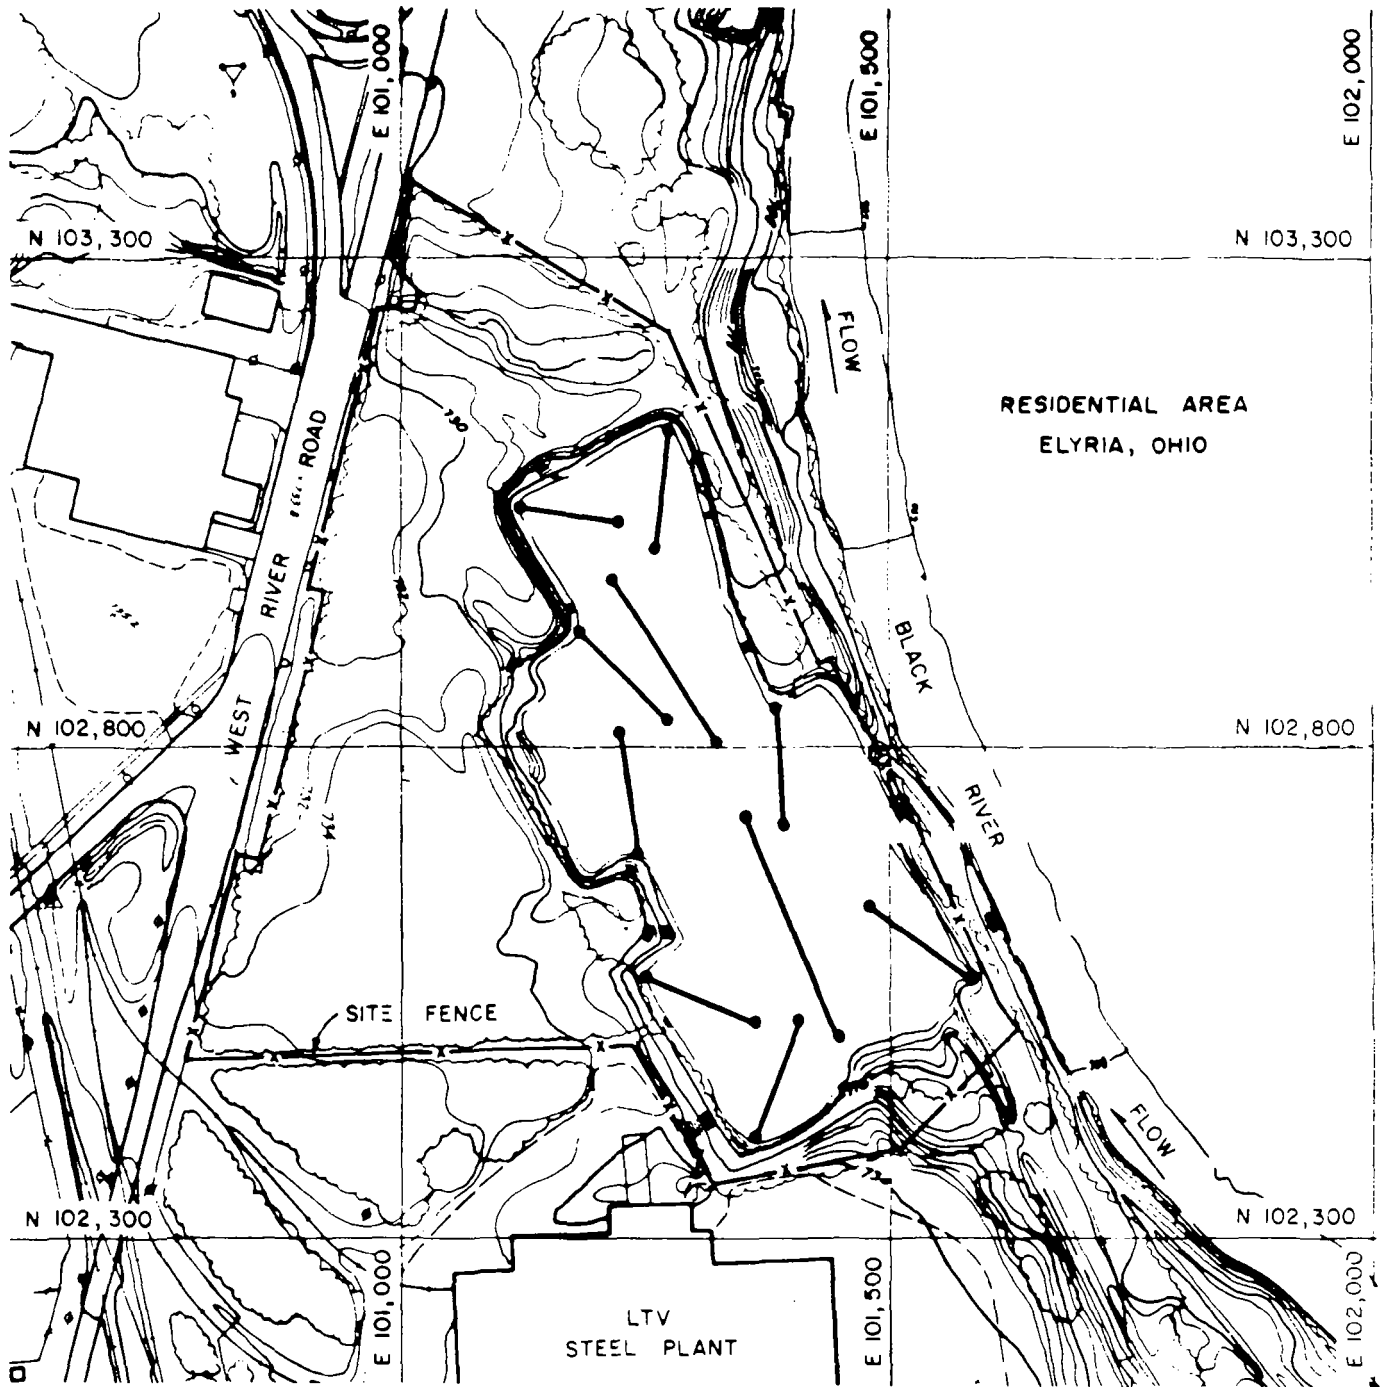 E 101,000
E 101,500
E 102,000
N 103,300
N 103,300
FLOW
RESIDENTIAL AREA
ELYRIA, OHIO
730
WEST RIVER ROAD
BLACK RIVER
N 102,800
N 102,800
734
SITE FENCE
FLOW
N 102,300
N 102,300
E 101,000
E 101,500
E 102,000
LTV
STEEL PLANT